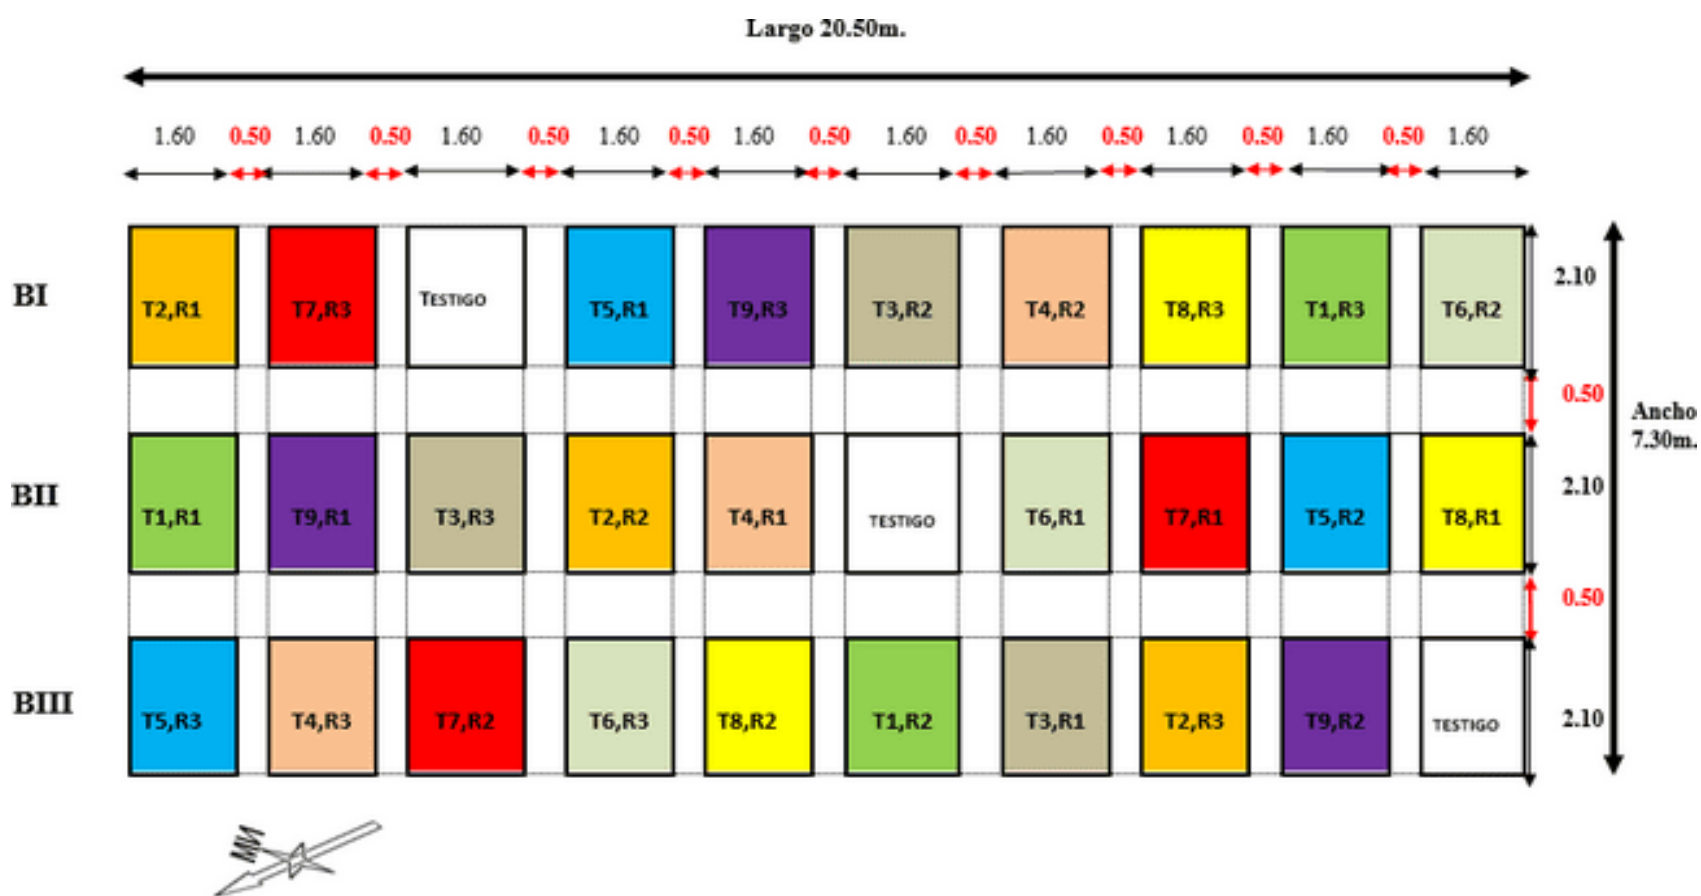 Largo 20.50m.
1.60 0.50 1.60 0.50 1.60 0.50 1.60 0.50 1.60 0.50 1.60 0.50 1.60 0.50 1.60 0.50 1.60 0.50 1.60
BI T2,R1 T7,R3 TESTIGO T5,R1 T9,R3 T3,R2 T4,R2 T8,R3 T1,R3 T6,R2 2.10
0.50
Ancho
7.30m.
BII T1,R1 T9,R1 T3,R3 T2,R2 T4,R1 TESTIGO T6,R1 T7,R1 T5,R2 T8,R1 2.10
0.50
BIII T5,R3 T4,R3 T7,R2 T6,R3 T8,R2 T1,R2 T3,R1 T2,R3 T9,R2 TESTIGO 2.10